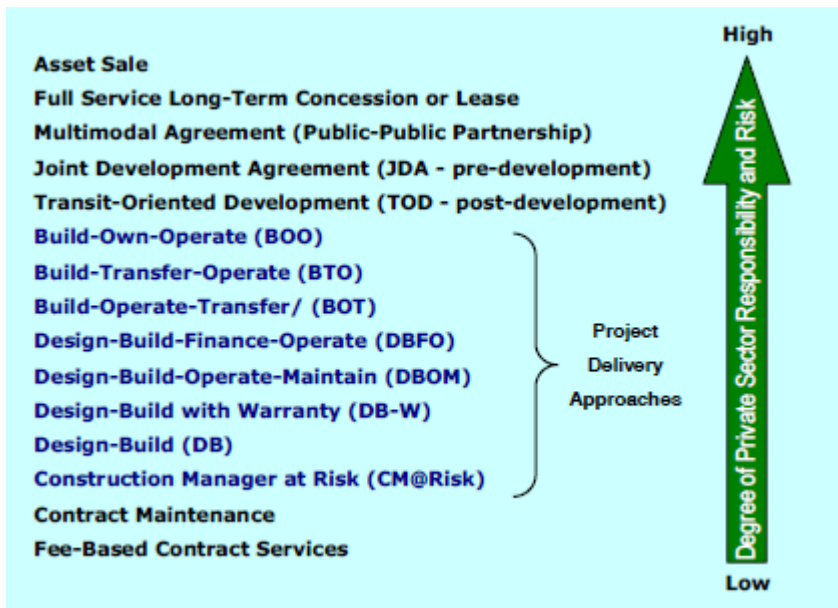 High
Asset Sale
Full Service Long-Term Concession or Lease
Multimodal Agreement (Public-Public Partnership)
Joint Development Agreement (JDA - pre-development)
Transit-Oriented Development (TOD - post-development)
Build-Own-Operate (BOO)
Build-Transfer-Operate (BTO)
Build-Operate-Transfer/ (BOT)
Design-Build-Finance-Operate (DBFO)
Design-Build-Operate-Maintain (DBOM)
Design-Build with Warranty (DB-W)
Design-Build (DB)
Construction Manager at Risk (CM@Risk)
Contract Maintenance
Fee-Based Contract Services
Project
Delivery
Approaches
Degree of Private Sector Responsibility and Risk
Low